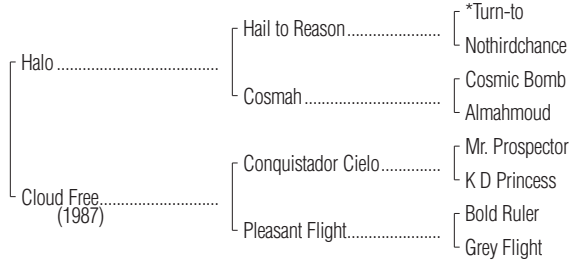 *Turn-to
Hail to Reason
Nothirdchance
Halo
Cosmic Bomb
Cosmah
Almahmoud
Mr. Prospector
Conquistador Cielo
K D Princess
Cloud Free
(1987)
Bold Ruler
Pleasant Flight
Grey Flight